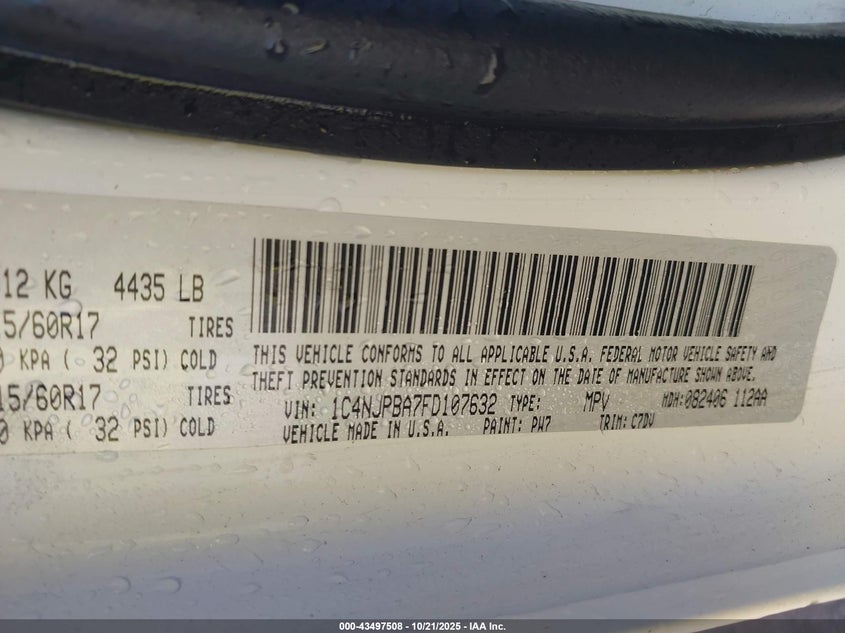 12 KG 4435 LB
5/60R17 TIRES
0 KPA ( 32 PSI) COLD
15/60R17 TIRES
0 KPA ( 32 PSI) COLD
THIS VEHICLE CONFORMS TO ALL APPLICABLE U.S.A. FEDERAL MOTOR VEHICLE SAFETY AND
THEFT PREVENTION STANDARDS IN EFFECT ON THE DATE OF MANUFACTURE SHOWN ABOVE.
VIN: 1C4NJPBA7FD107632 TYPE: MPV MDH:082406 112AA
VEHICLE MADE IN U.S.A. PAINT: PW7 TRIM: C7DV
000-43497508 - 10/21/2025 - IAA Inc.